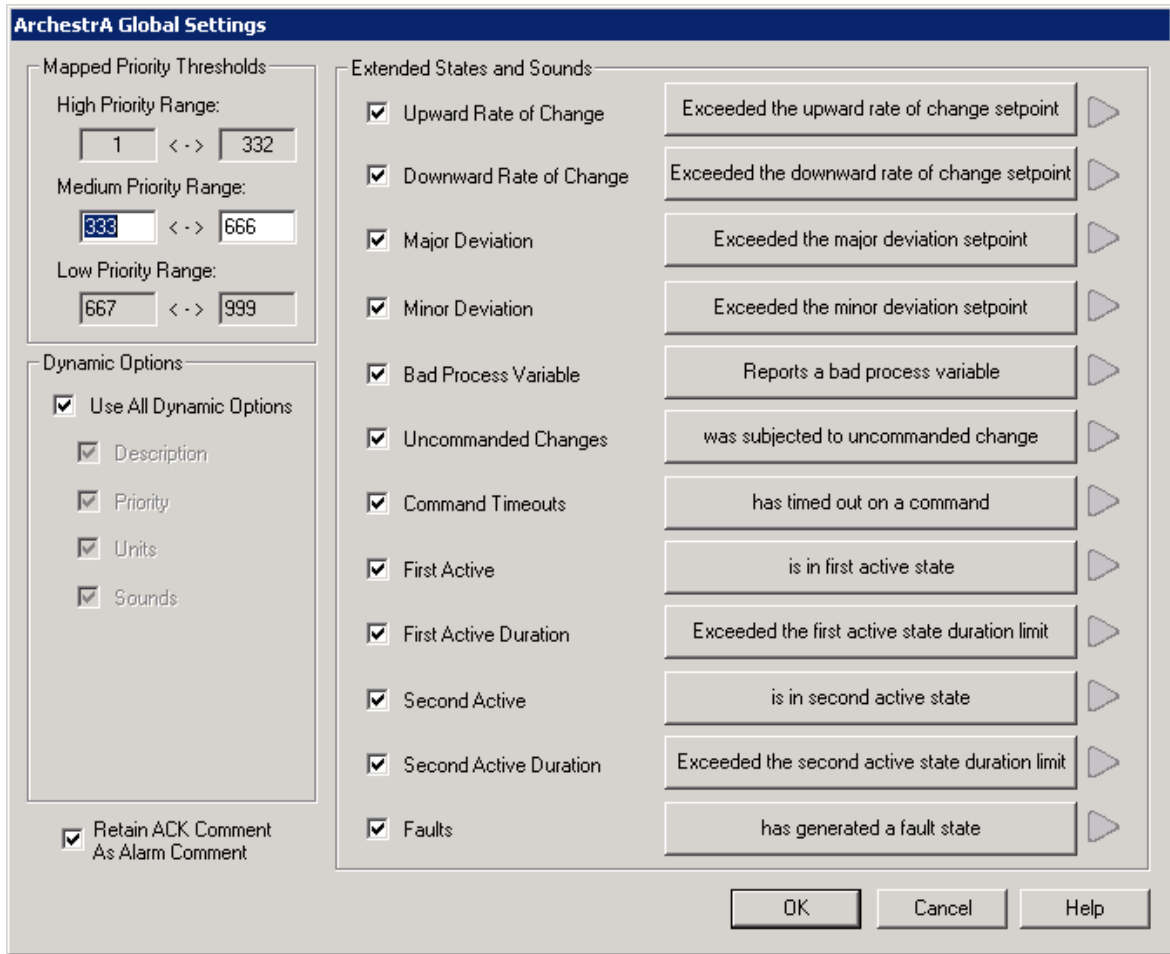 ArchestrA Global Settings
Mapped Priority Thresholds
High Priority Range:
1 < - > 332
Medium Priority Range:
333 < - > 666
Low Priority Range:
667 < - > 999
Dynamic Options
Use All Dynamic Options
Description
Priority
Units
Sounds
Retain ACK Comment
As Alarm Comment
Extended States and Sounds
Upward Rate of Change Exceeded the upward rate of change setpoint
Downward Rate of Change Exceeded the downward rate of change setpoint
Major Deviation Exceeded the major deviation setpoint
Minor Deviation Exceeded the minor deviation setpoint
Bad Process Variable Reports a bad process variable
Uncommanded Changes was subjected to uncommanded change
Command Timeouts has timed out on a command
First Active is in first active state
First Active Duration Exceeded the first active state duration limit
Second Active is in second active state
Second Active Duration Exceeded the second active state duration limit
Faults has generated a fault state
OK Cancel Help